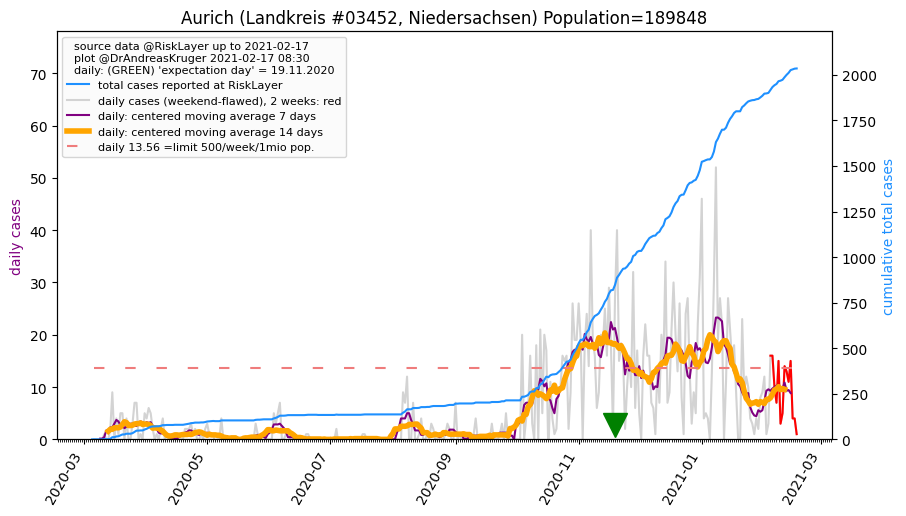 Aurich (Landkreis #03452, Niedersachsen) Population=189848
source data @RiskLayer up to 2021-02-17
plot @DrAndreasKruger 2021-02-17 08:30
daily: (GREEN) 'expectation day' = 19.11.2020
total cases reported at RiskLayer
daily cases (weekend-flawed), 2 weeks: red
daily: centered moving average 7 days
daily: centered moving average 14 days
daily 13.56 =limit 500/week/1mio pop.
daily cases
70
60
50
40
30
20
10
0
cumulative total cases
2000
1750
1500
1250
1000
750
500
250
0
2020-03
2020-05
2020-07
2020-09
2020-11
2021-01
2021-03